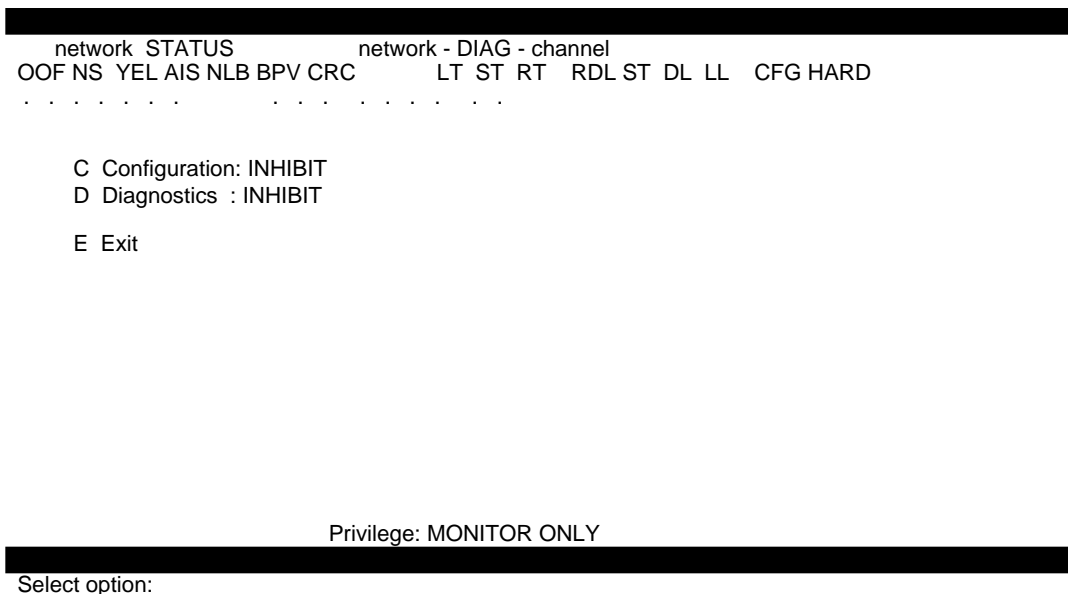 network STATUS network - DIAG - channel
OOF NS YEL AIS NLB BPV CRC LT ST RT RDL ST DL LL CFG HARD
. . . . . . . . . . . . . . . .
C Configuration: INHIBIT
D Diagnostics : INHIBIT
E Exit
Privilege: MONITOR ONLY
Select option: